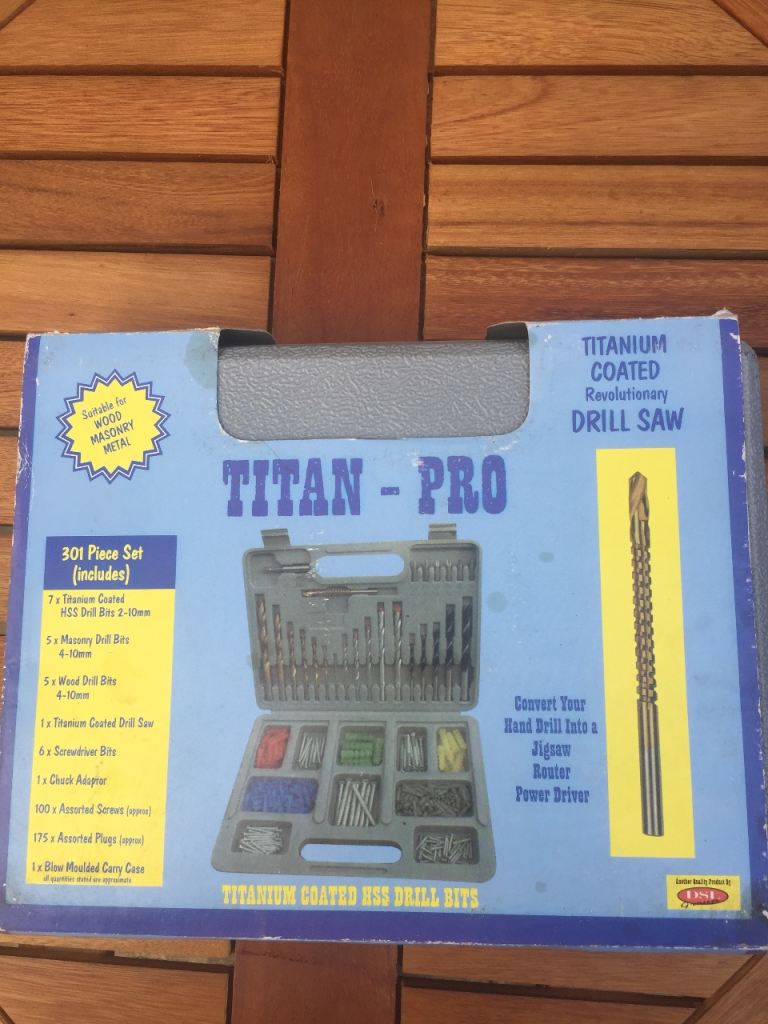 Suitable for
WOOD
MASONRY
METAL
TITANIUM
COATED
Revolutionary
DRILL SAW
TITAN - PRO
301 Piece Set
(includes)
7 x Titanium Coated
HSS Drill Bits 2-10mm
5 x Masonry Drill Bits
4-10mm
5 x Wood Drill Bits
4-10mm
1 x Titanium Coated Drill Saw
6 x Screwdriver Bits
1 x Chuck Adaptor
100 x Assorted Screws (approx)
175 x Assorted Plugs (approx)
1 x Blow Moulded Carry Case
all quantities stated are approximate
Convert Your
Hand Drill Into a
Jigsaw
Router
Power Driver
TITANIUM COATED HSS DRILL BITS
Another Quality Product By
DSL